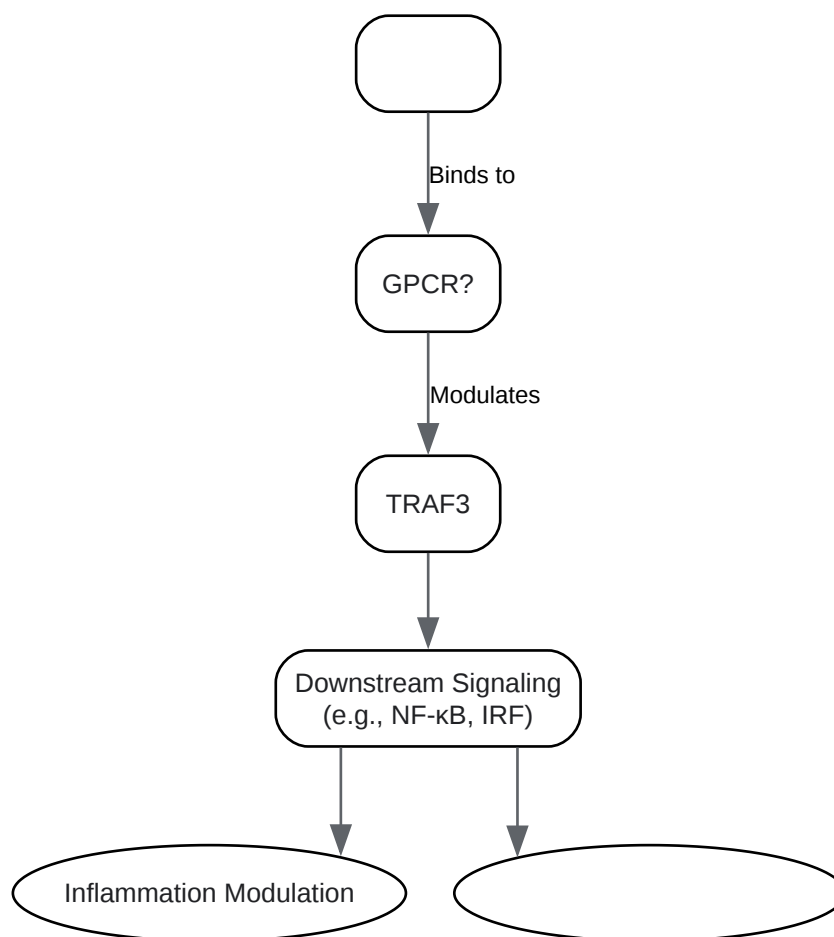 Binds to
GPCR?
Modulates
TRAF3
Downstream Signaling
(e.g., NF-κB, IRF)
Inflammation Modulation